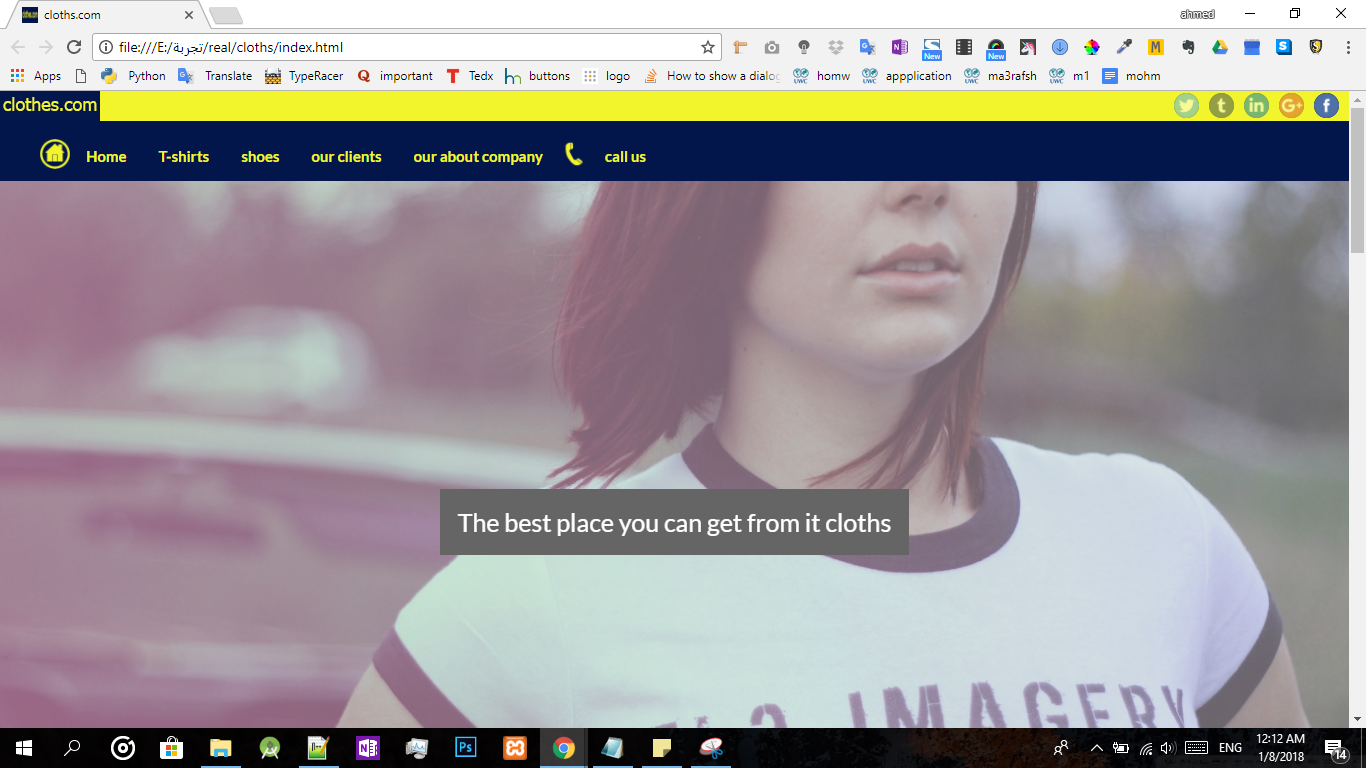 cloths.com
ahmed
file:///E:/تجربة/real/cloths/index.html
New
New
Apps Python Translate TypeRacer important Tedx buttons logo How to show a dialog homw appplication ma3rafsh m1 mohm
clothes.com
Home T-shirts shoes our clients our about company call us
The best place you can get from it cloths
IMAGERY
12:12 AM
ENG
1/8/2018
14